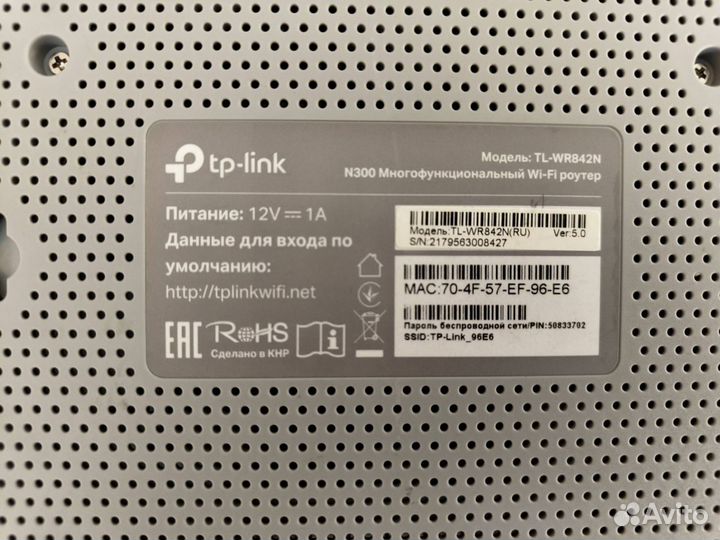 tp-link
Модель: TL-WR842N
N300 Многофункциональный Wi-Fi роутер
Питание: 12V 1A
Данные для входа по
умолчанию:
http://tplinkwifi.net
EAC RoHS
Сделано в КНР
Модель:TL-WR842N(RU) Ver:5.0
S/N:2179563008427
MAC:70-4F-57-EF-96-E6
Пароль беспроводной сети/PIN:50833702
SSID:TP-Link_96E6
Avito